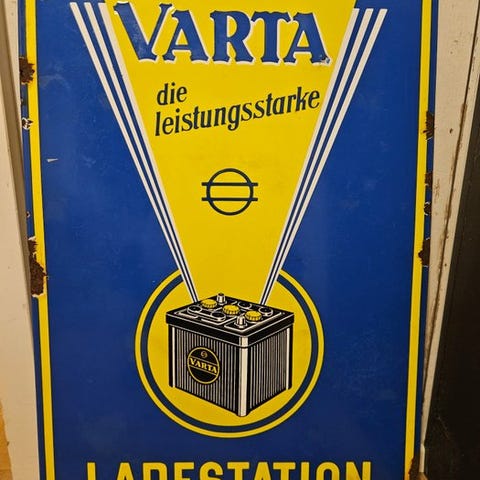 VARTA
die
leistungsstarke
VARTA
LADESTATION